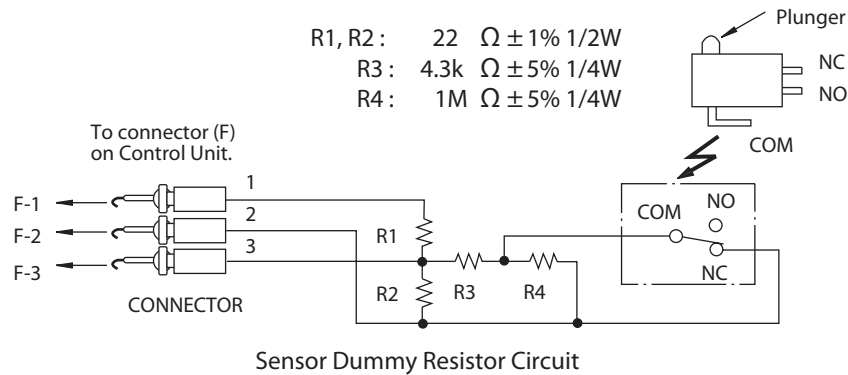 R1, R2 : 22 Ω ± 1% 1/2W
R3 : 4.3k Ω ± 5% 1/4W
R4 : 1M Ω ± 5% 1/4W
Plunger
NC
NO
COM
To connector (F)
on Control Unit.
F-1
F-2
F-3
1
2
3
CONNECTOR
R1
R2
R3
R4
COM
NO
NC
Sensor Dummy Resistor Circuit